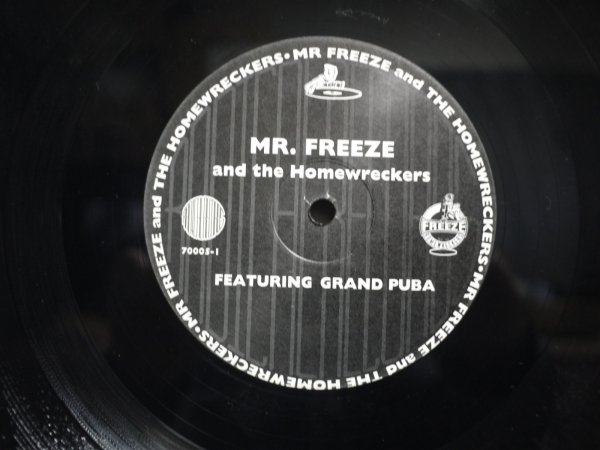 MR FREEZE and THE HOMEWRECKERS • MR FREEZE and THE HOMEWRECKERS • MR FREEZE and THE HOMEWRECKERS •
MR. FREEZE
and the Homewreckers
FREEZE
70005-1
FEATURING GRAND PUBA